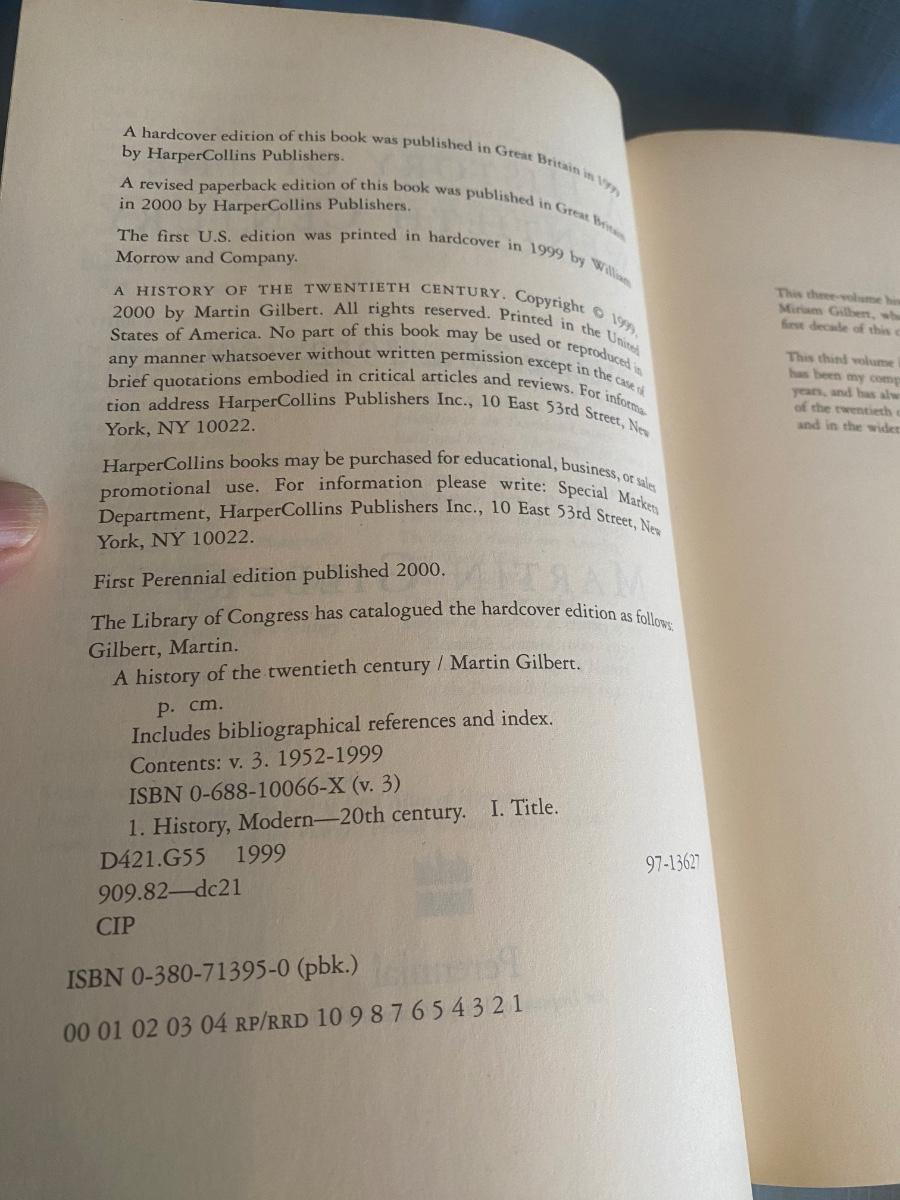 A hardcover edition of this book was published in Great Britain in 1999
by HarperCollins Publishers.
A revised paperback edition of this book was published in Great Britain
in 2000 by HarperCollins Publishers.
The first U.S. edition was printed in hardcover in 1999 by William
Morrow and Company.
A HISTORY OF THE TWENTIETH CENTURY. Copyright © 1999,
2000 by Martin Gilbert. All rights reserved. Printed in the United
States of America. No part of this book may be used or reproduced in
any manner whatsoever without written permission except in the case of
brief quotations embodied in critical articles and reviews. For informa-
tion address HarperCollins Publishers Inc., 10 East 53rd Street, New
York, NY 10022.
HarperCollins books may be purchased for educational, business, or sales
promotional use. For information please write: Special Markets
Department, HarperCollins Publishers Inc., 10 East 53rd Street, New
York, NY 10022.
First Perennial edition published 2000.
The Library of Congress has catalogued the hardcover edition as follows:
Gilbert, Martin.
A history of the twentieth century / Martin Gilbert.
p. cm.
Includes bibliographical references and index.
Contents: v. 3. 1952-1999
ISBN 0-688-10066-X (v. 3)
1. History, Modern—20th century. I. Title.
D421.G55 1999
909.82—dc21 97-13627
CIP
ISBN 0-380-71395-0 (pbk.)
00 01 02 03 04 RP/RRD 10 9 8 7 6 5 4 3 2 1
This three-volume
Miriam Gilbert,
first decade of this
This third volume
has been my
years, and has
of the twentieth
and in the wider